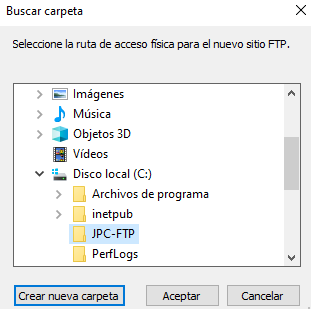 Buscar carpeta
Seleccione la ruta de acceso física para el nuevo sitio FTP.
Imágenes
Música
Objetos 3D
Vídeos
Disco local (C:)
Archivos de programa
inetpub
JPC-FTP
PerfLogs
Crear nueva carpeta
Aceptar
Cancelar